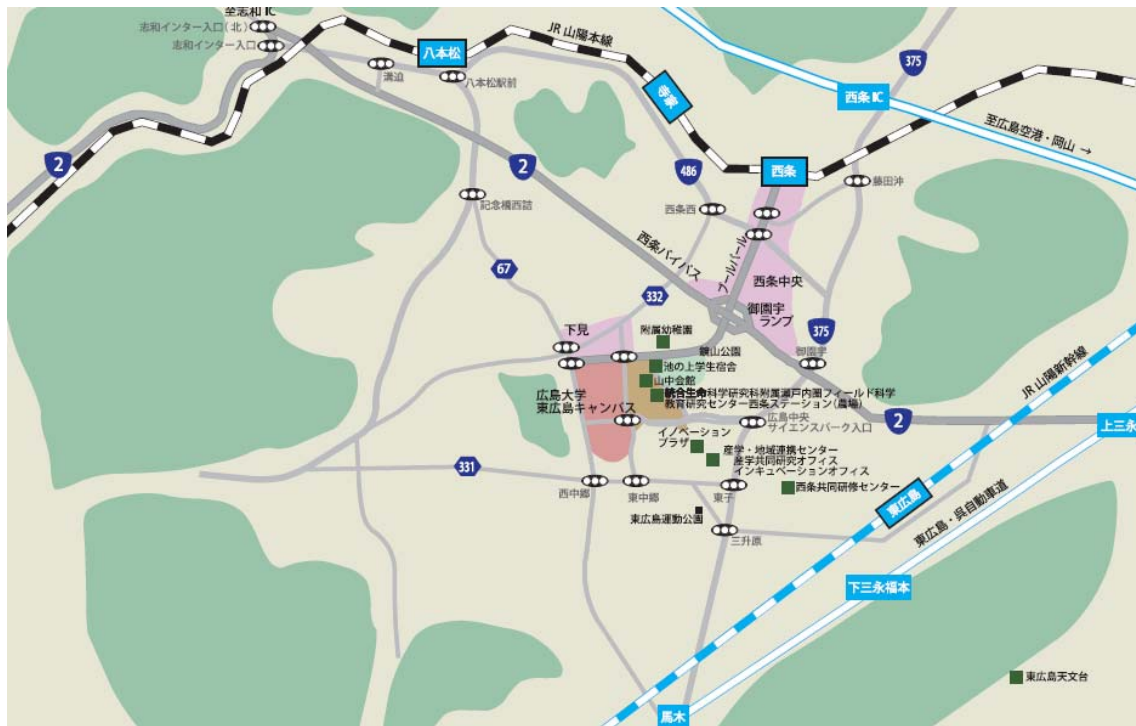 至志和IC
志和インター入口(北)
志和インター入口
溝迫
八本松
八本松駅前
JR 山陽本線
寺家
375
西条 IC
至広島空港・岡山 →
2
2
486
西条
藤田沖
記念橋西詰
西条西
ブールバール
西条バイパス
西条中央
67
332
御園宇
ランプ
375
下見
附属幼稚園
鏡山公園
御園宇
JR 山陽新幹線
池の上学生宿舎
山中会館
広島大学
東広島キャンパス
統合生命科学研究科附属瀬戸内圏フィールド科学
教育研究センター西条ステーション(農場)
広島中央
サイエンスパーク入口
2
上三永
イノベーション
プラザ
産学・地域連携センター
産学共同研究オフィス
インキュベーションオフィス
331
西中郷
東中郷
東子
西条共同研修センター
東広島
東広島運動公園
三升原
東広島・呉自動車道
下三永福本
東広島天文台
馬木